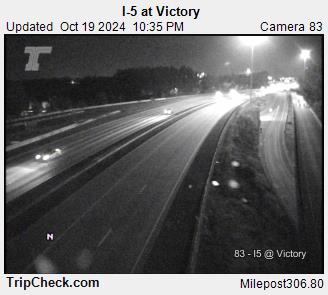 I-5 at Victory
Updated Oct 19 2024 10:35 PM Camera 83
T
N
83 - I5 @ Victory
TripCheck.com Milepost306.80